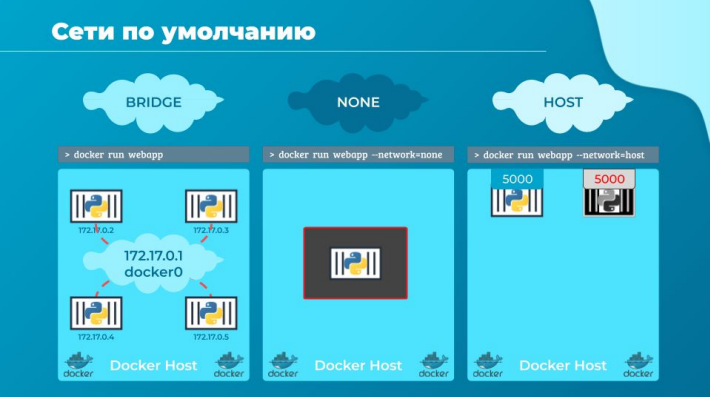 Сети по умолчанию
BRIDGE
NONE
HOST
> docker run webapp
> docker run webapp --network=none
> docker run webapp --network=host
172.17.0.2
172.17.0.3
172.17.0.1
docker0
172.17.0.4
172.17.0.5
docker
Docker Host
docker
docker
Docker Host
docker
5000
5000
docker
Docker Host
docker